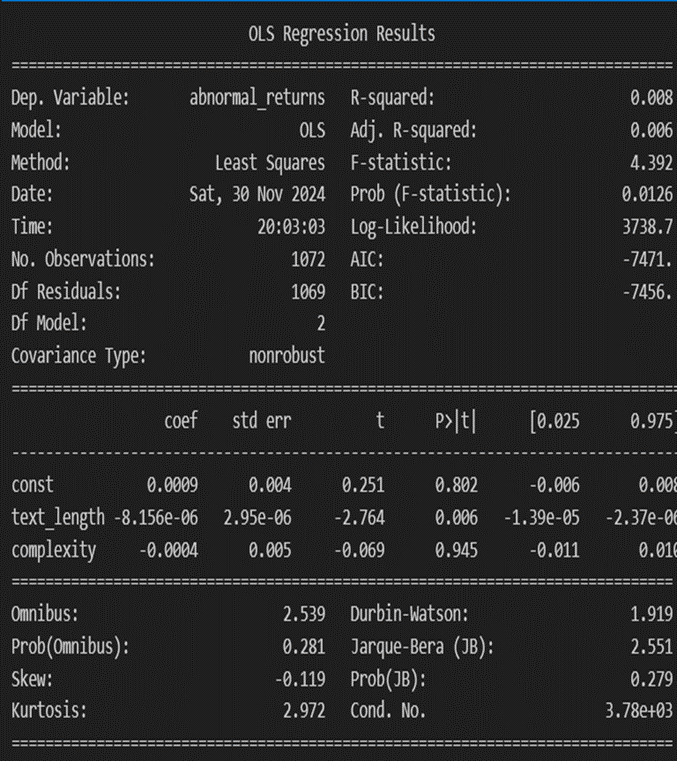 OLS Regression Results
==============================================================================
Dep. Variable: abnormal_returns R-squared: 0.008
Model: OLS Adj. R-squared: 0.006
Method: Least Squares F-statistic: 4.392
Date: Sat, 30 Nov 2024 Prob (F-statistic): 0.0126
Time: 20:03:03 Log-Likelihood: 3738.7
No. Observations: 1072 AIC: -7471.
Df Residuals: 1069 BIC: -7456.
Df Model: 2
Covariance Type: nonrobust
==============================================================================
coef std err t P>|t| [0.025 0.975]
------------------------------------------------------------------------------
const 0.0009 0.004 0.251 0.802 -0.006 0.008
text_length -8.156e-06 2.95e-06 -2.764 0.006 -1.39e-05 -2.37e-06
complexity -0.0004 0.005 -0.069 0.945 -0.011 0.010
==============================================================================
Omnibus: 2.539 Durbin-Watson: 1.919
Prob(Omnibus): 0.281 Jarque-Bera (JB): 2.551
Skew: -0.119 Prob(JB): 0.279
Kurtosis: 2.972 Cond. No. 3.78e+03
==============================================================================